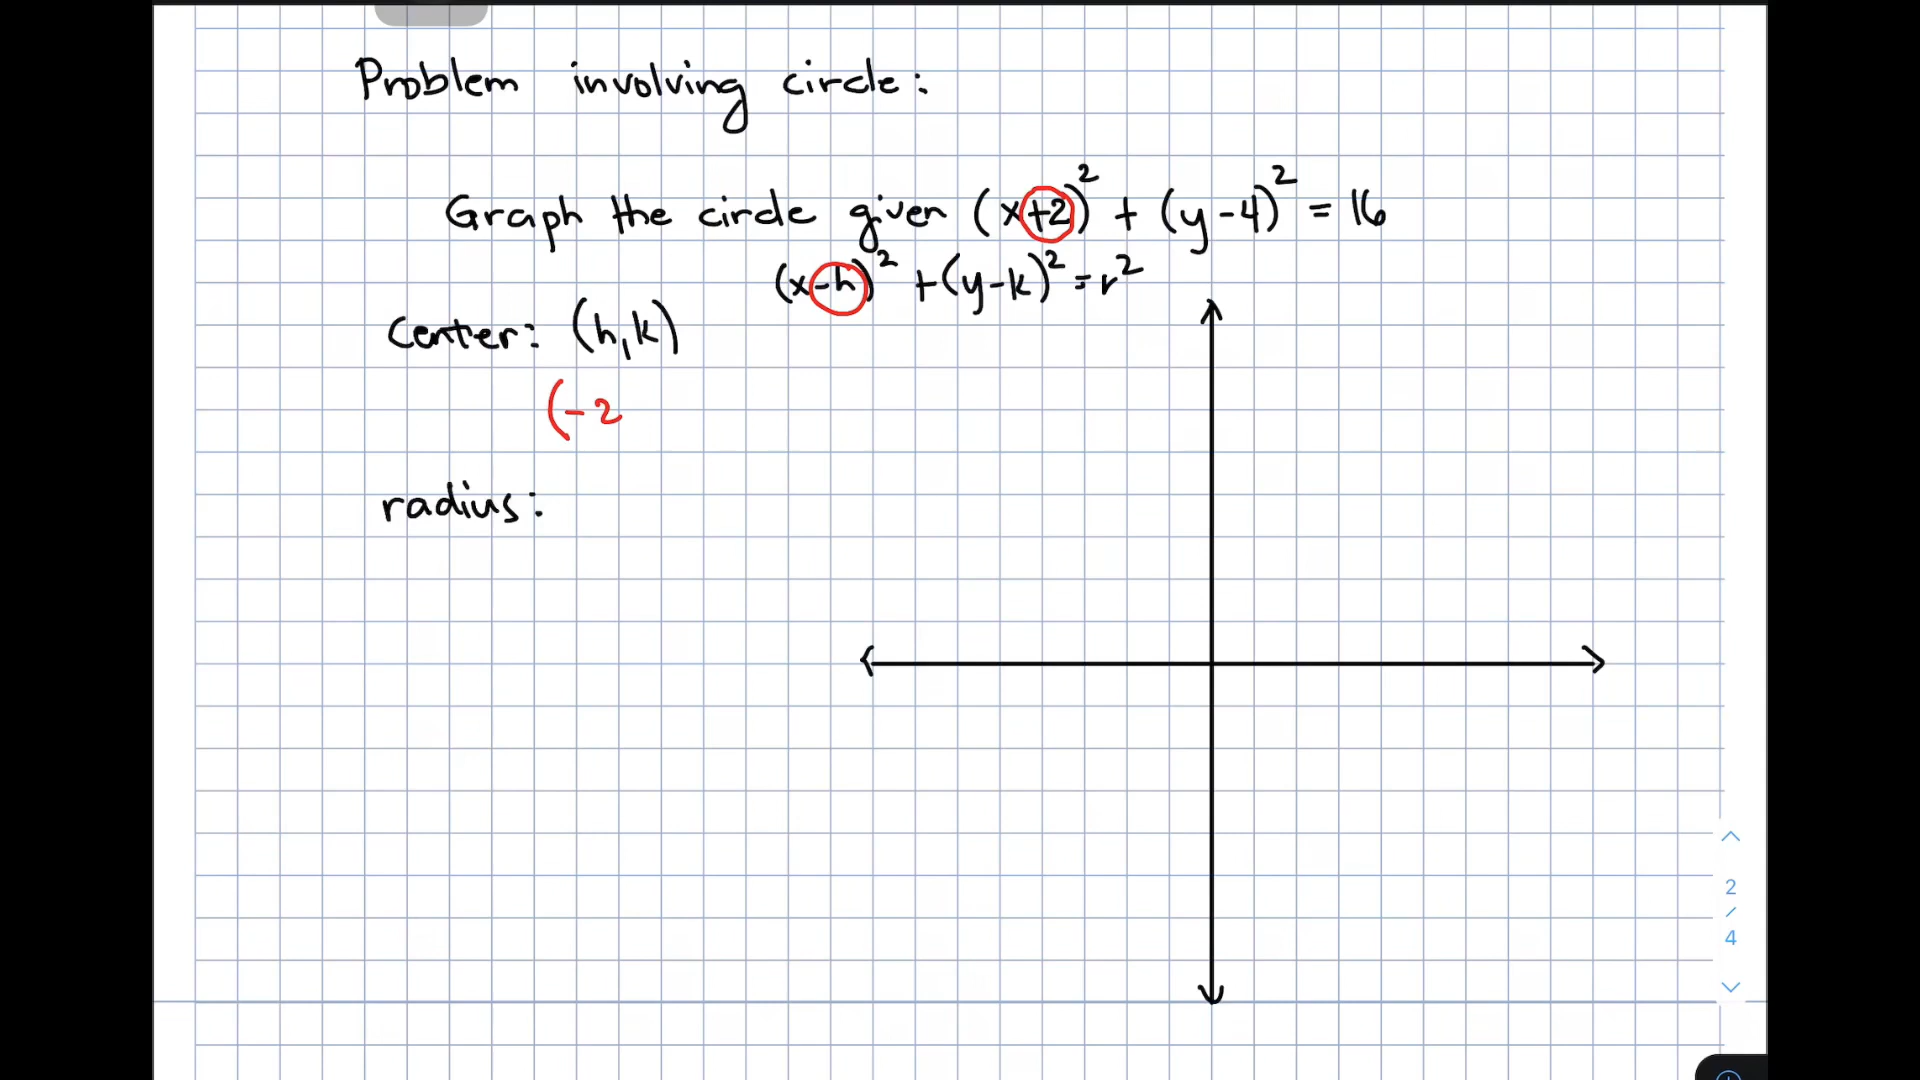 Problem involving circle:
Graph the circle given (x+2)² + (y-4)² = 16
(x-h)² + (y-k)² = r²
Center: (h,k)
(-2
radius:
2
/
4